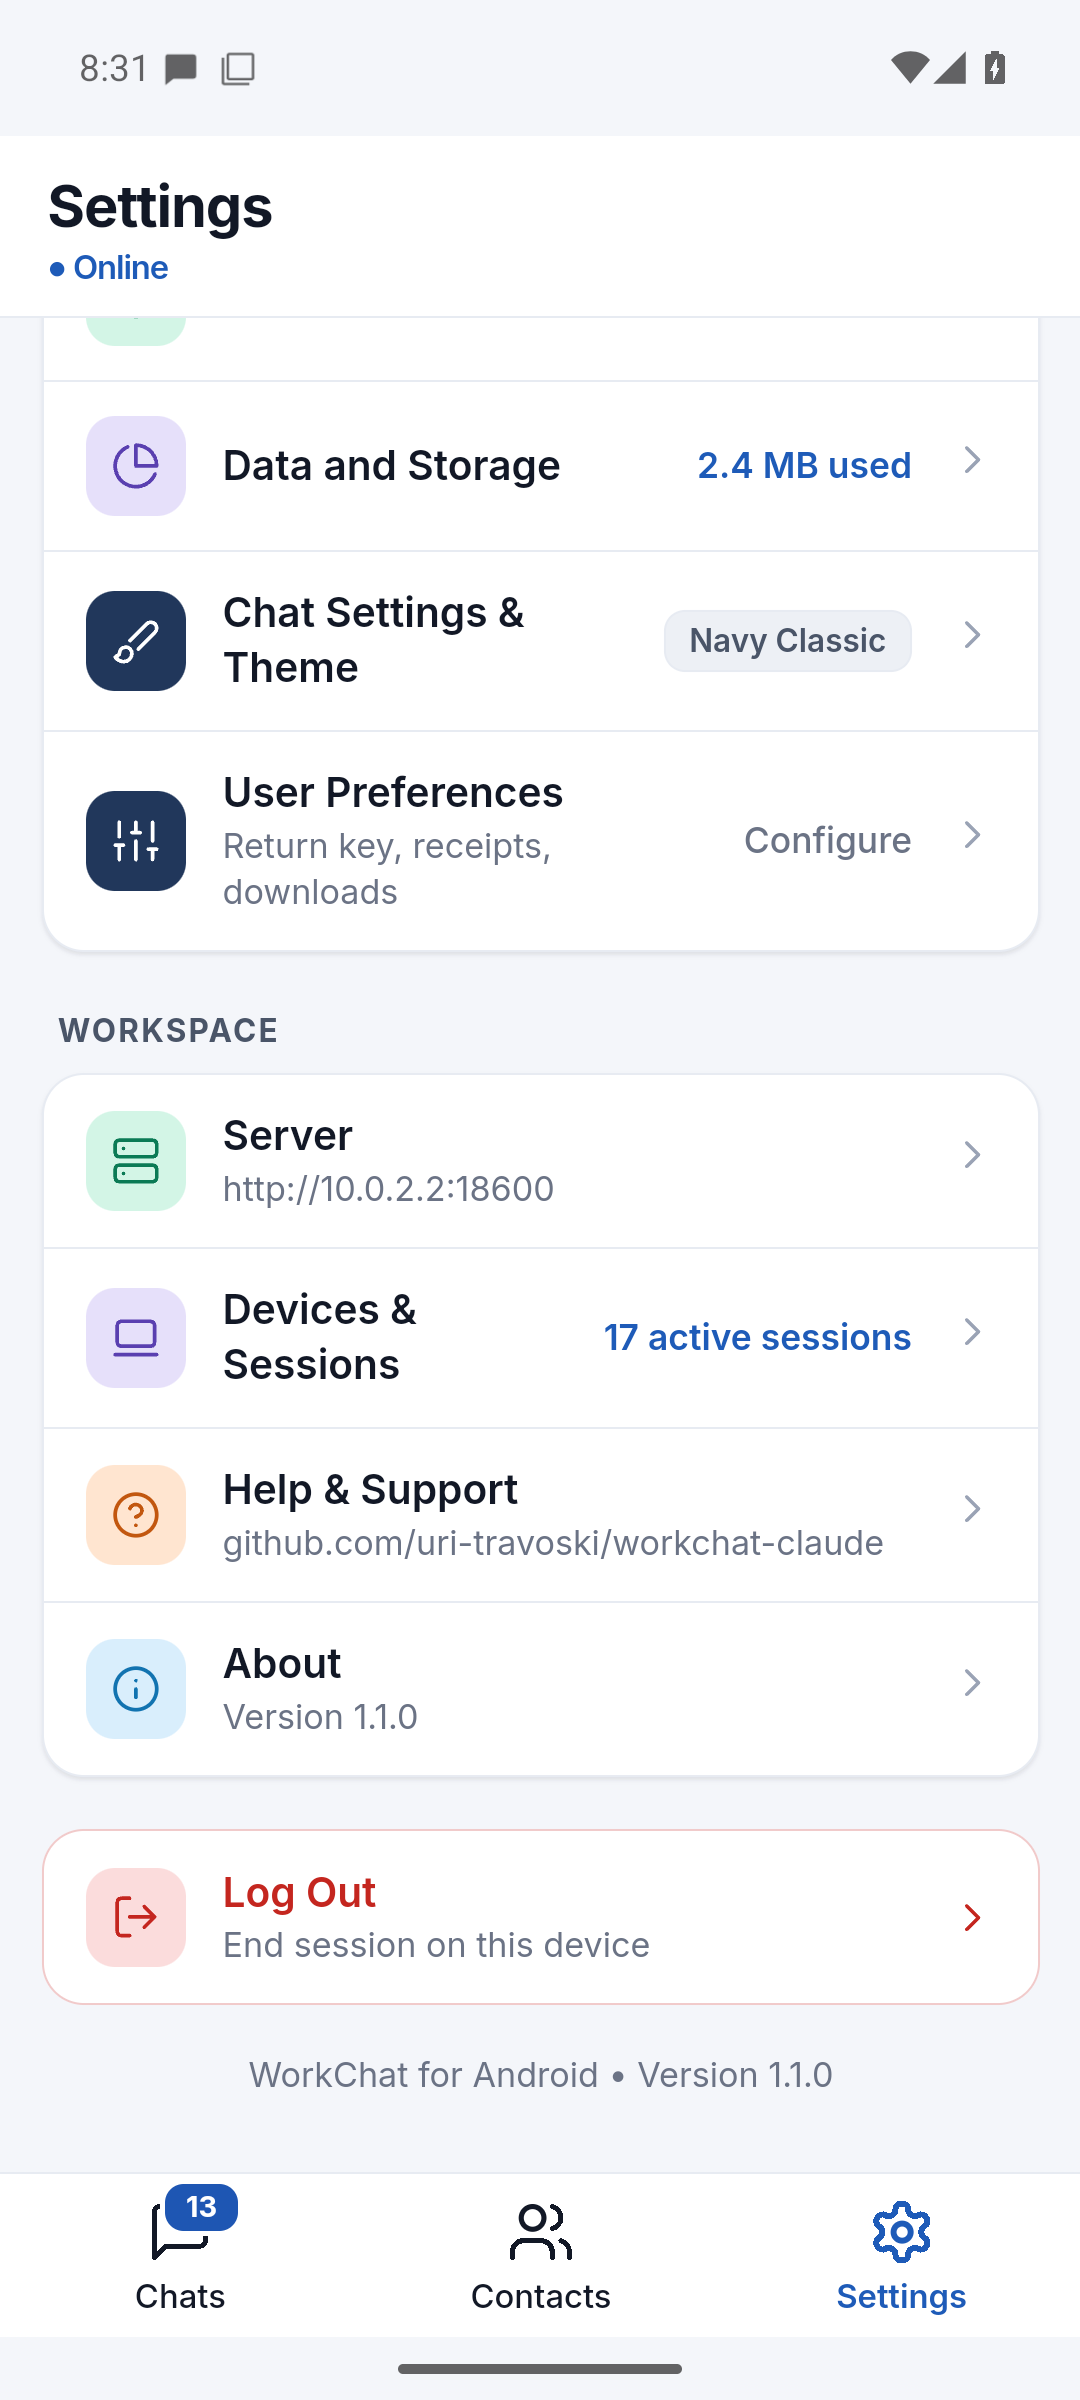 8:31
Settings
• Online
Data and Storage
2.4 MB used
Chat Settings &
Theme
Navy Classic
User Preferences
Return key, receipts,
downloads
Configure
WORKSPACE
Server
http://10.0.2.2:18600
Devices &
Sessions
17 active sessions
Help & Support
github.com/uri-travoski/workchat-claude
About
Version 1.1.0
Log Out
End session on this device
WorkChat for Android • Version 1.1.0
13
Chats
Contacts
Settings